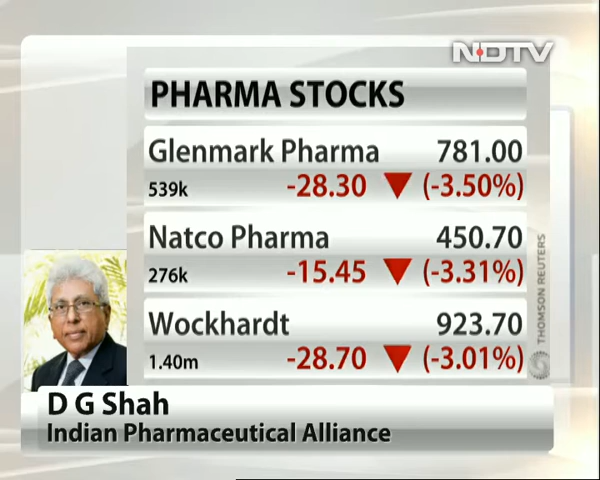 NDTV
PHARMA STOCKS
Glenmark Pharma 781.00
539k -28.30 ▼ (-3.50%)
Natco Pharma 450.70
276k -15.45 ▼ (-3.31%)
Wockhardt 923.70
1.40m -28.70 ▼ (-3.01%)
THOMSON REUTERS
D G Shah
Indian Pharmaceutical Alliance